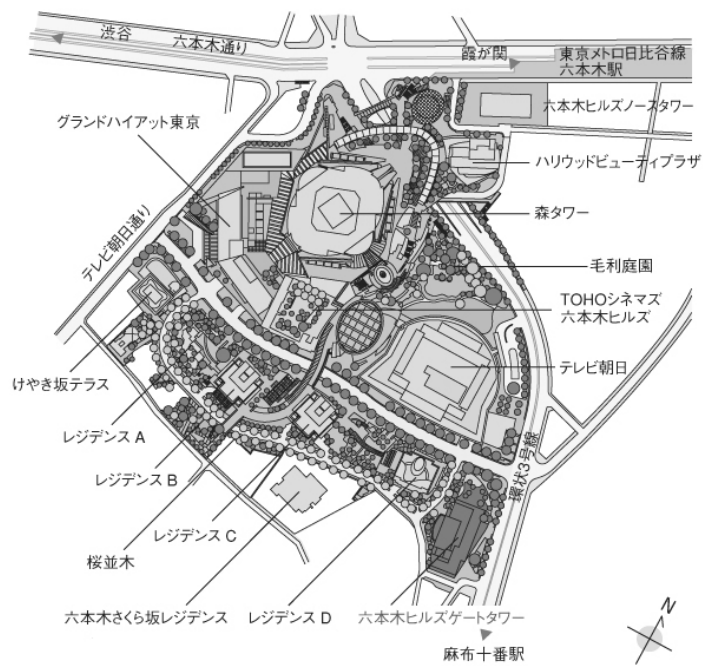 渋谷
六本木通り
霞が関
東京メトロ日比谷線
六本木駅
六本木ヒルズノースタワー
グランドハイアット東京
ハリウッドビューティプラザ
森タワー
テレビ朝日通り
毛利庭園
TOHOシネマズ
六本木ヒルズ
テレビ朝日
けやき坂テラス
レジデンス A
レジデンス B
環状3号線
レジデンス C
桜並木
六本木さくら坂レジデンス
レジデンス D
六本木ヒルズゲートタワー
麻布十番駅
N